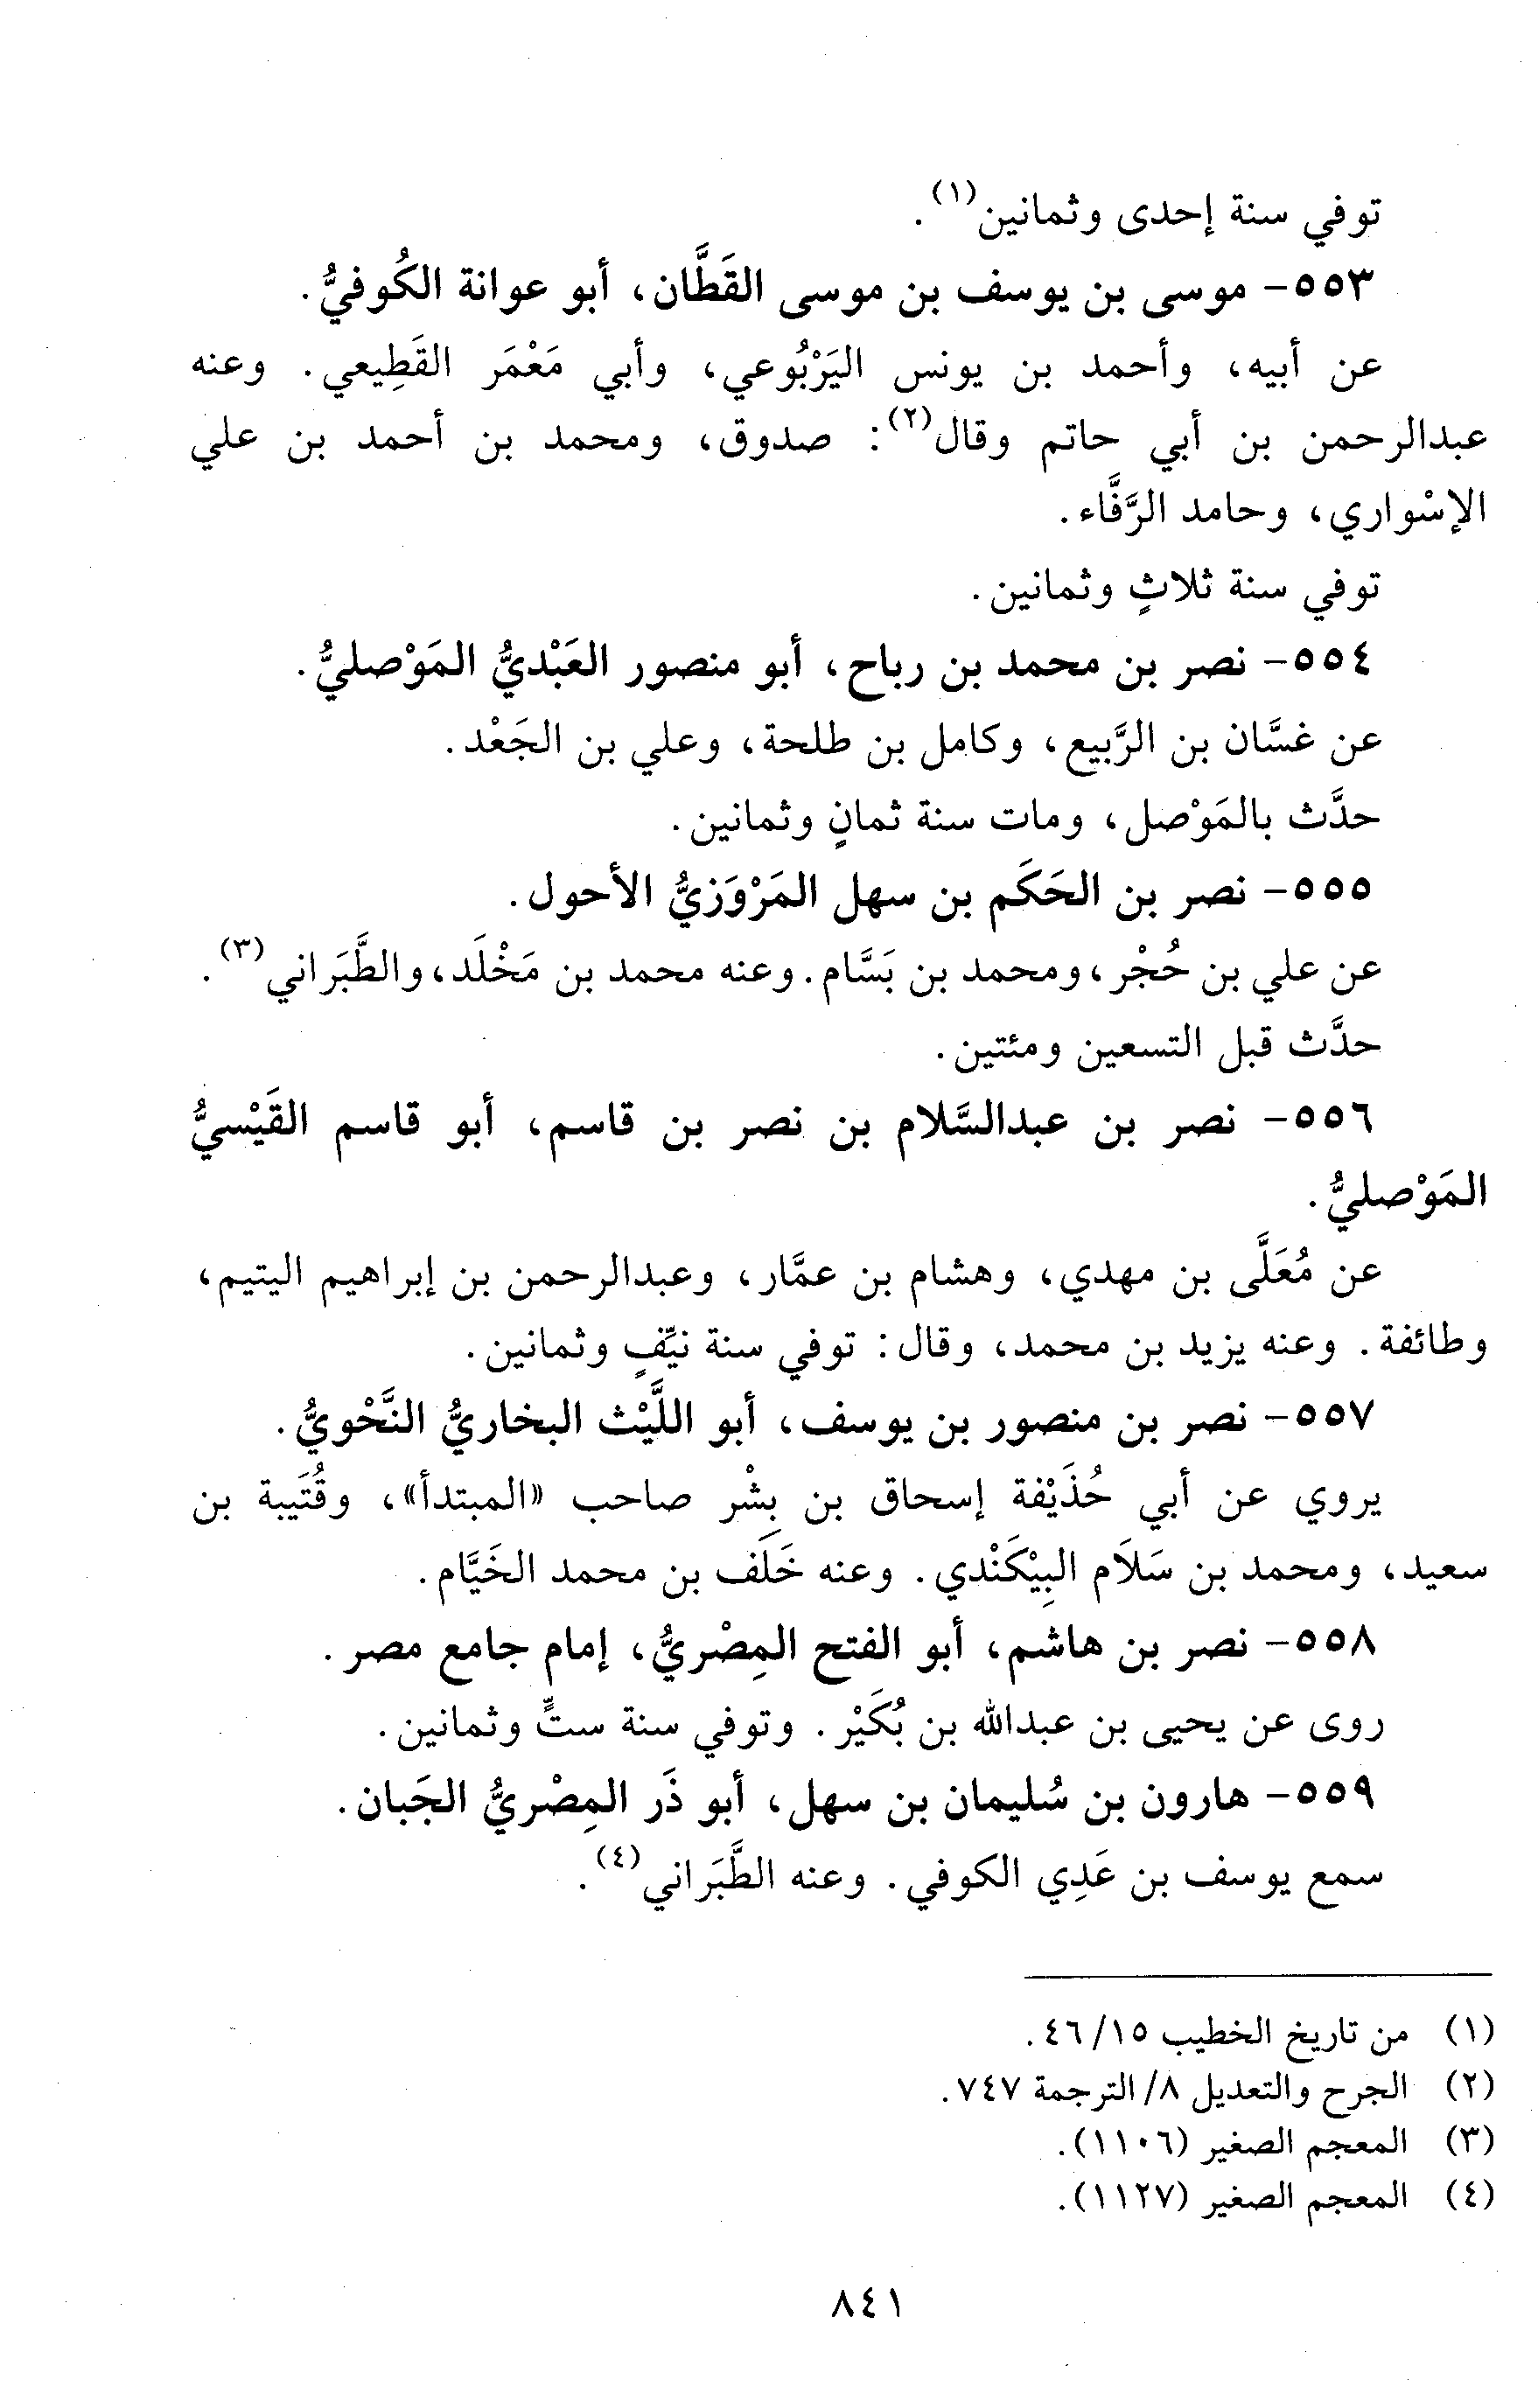 توفي سنة إحدى وثمانين(١).
٥٥٣- موسى بن يوسف بن موسى القَطَّان، أبو عوانة الكُوفيُّ.
عن أبيه، وأحمد بن يونس اليَرْبُوعي، وأبي مَعْمَر القَطِيعي. وعنه
عبدالرحمن بن أبي حاتم وقال(٢): صدوق، ومحمد بن أحمد بن علي
الإسْواري، وحامد الرَّفَّاء.
توفي سنة ثلاثٍ وثمانين.
٥٥٤- نصر بن محمد بن رباح، أبو منصور العَبْديُّ المَوْصليُّ.
عن غسَّان بن الرَّبيع، وكامل بن طلحة، وعلي بن الجَعْد.
حدَّث بالمَوْصل، ومات سنة ثمانٍ وثمانين.
٥٥٥- نصر بن الحَكَم بن سهل المَرْوَزيُّ الأحول.
عن علي بن حُجْر، ومحمد بن بَسَّام. وعنه محمد بن مَخْلَد، والطَّبَراني(٣).
حدَّث قبل التسعين ومئتين.
٥٥٦- نصر بن عبدالسَّلام بن نصر بن قاسم، أبو قاسم القَيْسيُّ
المَوْصليُّ.
عن مُعَلَّى بن مهدي، وهشام بن عمَّار، وعبدالرحمن بن إبراهيم اليتيم،
وطائفة. وعنه يزيد بن محمد، وقال: توفي سنة نيِّفٍ وثمانين.
٥٥٧- نصر بن منصور بن يوسف، أبو اللَّيْث البخاريُّ النَّحْويُّ.
يروي عن أبي حُذَيْفة إسحاق بن بِشْر صاحب «المبتدأ»، وقُتَيبة بن
سعيد، ومحمد بن سَلَام البِيْكَنْدي. وعنه خَلَف بن محمد الخَيَّام.
٥٥٨- نصر بن هاشم، أبو الفتح المِصْريُّ، إمام جامع مصر.
روى عن يحيى بن عبدالله بن بُكَيْر. وتوفي سنة ستٍّ وثمانين.
٥٥٩- هارون بن سُليمان بن سهل، أبو ذَر المِصْريُّ الجَبان.
سمع يوسف بن عَدِي الكوفي. وعنه الطَّبَراني(٤).
(١) من تاريخ الخطيب ١٥/ ٤٦.
(٢) الجرح والتعديل ٨/ الترجمة ٧٤٧.
(٣) المعجم الصغير (١١٠٦).
(٤) المعجم الصغير (١١٢٧).
٨٤١